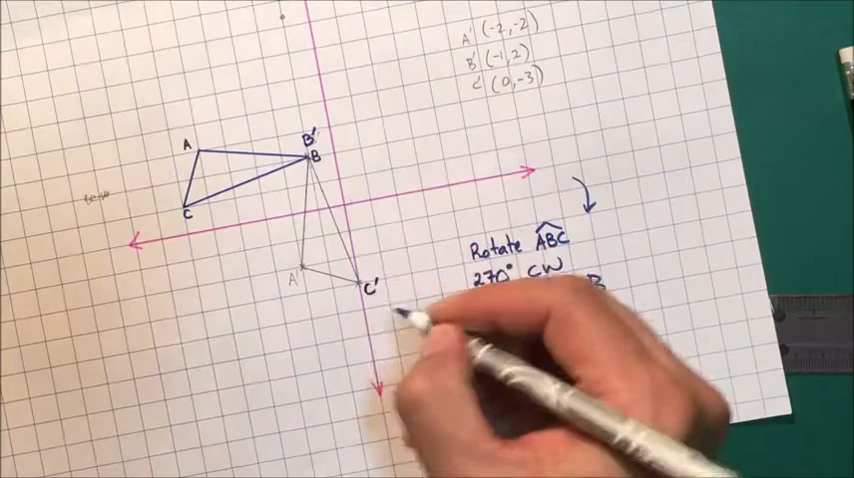 A' (-2,-2)
B' (-1,2)
C' (0,-3)
A
B'
B
C
A'
C'
Rotate ABC
270° CW
B